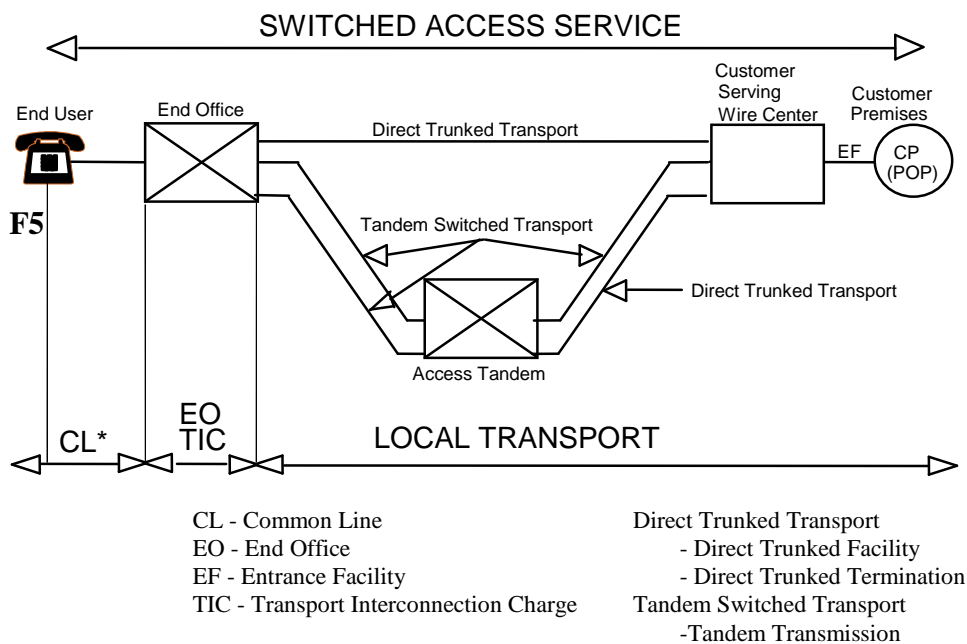 SWITCHED ACCESS SERVICE
End User
End Office
Customer
Serving
Wire Center
Customer
Premises
Direct Trunked Transport
EF
CP
(POP)
F5
Tandem Switched Transport
Direct Trunked Transport
Access Tandem
CL*
EO
TIC
LOCAL TRANSPORT
CL - Common Line
EO - End Office
EF - Entrance Facility
TIC - Transport Interconnection Charge
Direct Trunked Transport
- Direct Trunked Facility
- Direct Trunked Termination
Tandem Switched Transport
-Tandem Transmission